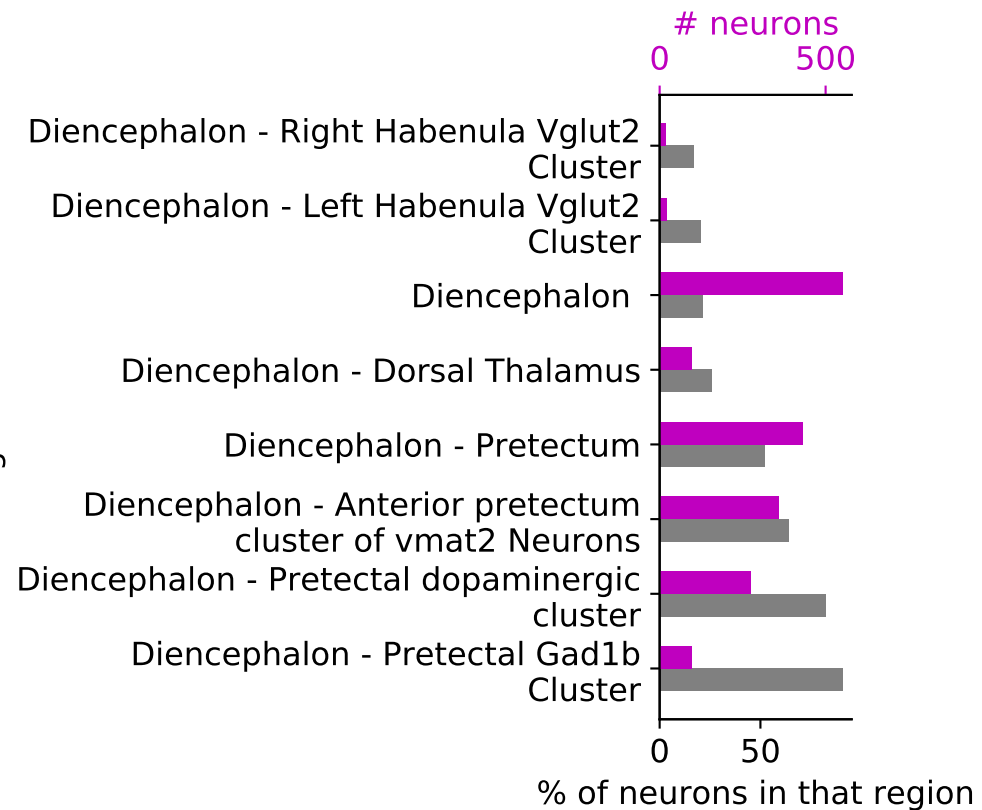 # neurons
0 500
Diencephalon - Right Habenula Vglut2
Cluster
Diencephalon - Left Habenula Vglut2
Cluster
Diencephalon
Diencephalon - Dorsal Thalamus
Diencephalon - Pretectum
Diencephalon - Anterior pretectum
cluster of vmat2 Neurons
Diencephalon - Pretectal dopaminergic
cluster
Diencephalon - Pretectal Gad1b
Cluster
0 50
% of neurons in that region